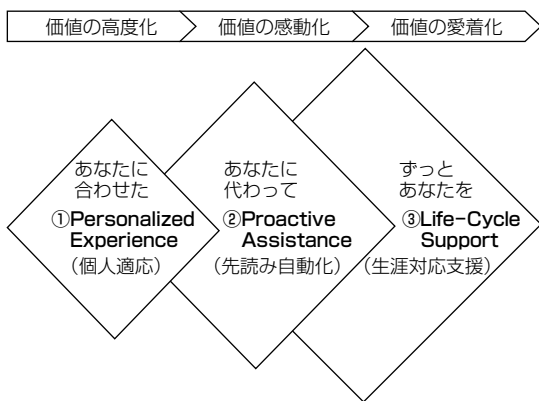 価値の高度化
価値の感動化
価値の愛着化
あなたに
合わせた
①Personalized
Experience
（個人適応）
あなたに
代わって
②Proactive
Assistance
（先読み自動化）
ずっと
あなたを
③Life-Cycle
Support
（生涯対応支援）